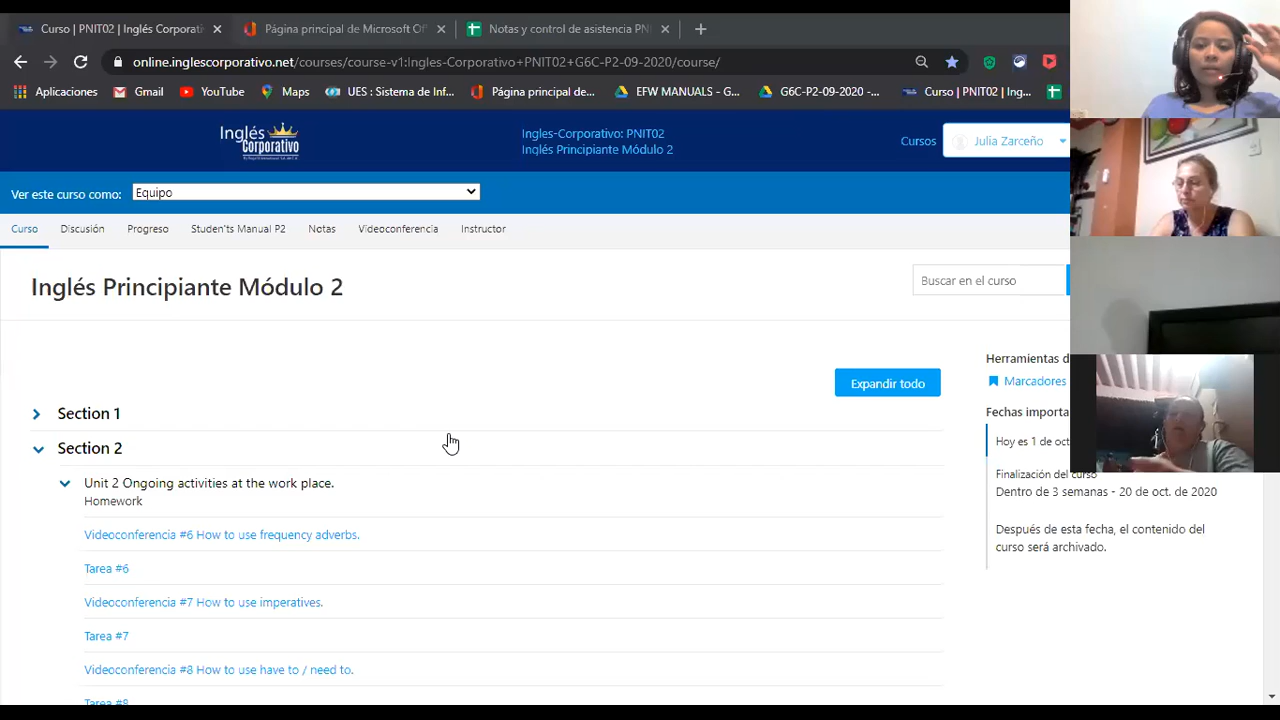 Curso | PNIT02 | Inglés Corporati
Página principal de Microsoft Of
Notas y control de asistencia PN
online.inglescorporativo.net/courses/course-v1:Ingles-Corporativo+PNIT02+G6C-P2-09-2020/course/
Aplicaciones
Gmail
YouTube
Maps
UES : Sistema de Inf...
Página principal de...
EFW MANUALS - G...
G6C-P2-09-2020 -...
Curso | PNIT02 | Ing...
Inglés
Corporativo
Ingles-Corporativo: PNIT02
Inglés Principiante Módulo 2
Cursos
Julia Zarceño
Ver este curso como:
Equipo
Curso
Discusión
Progreso
Studen'ts Manual P2
Notas
Videoconferencia
Instructor
Inglés Principiante Módulo 2
Buscar en el curso
Herramientas d
Expandir todo
Marcadores
Section 1
Fechas importa
Hoy es 1 de oct
Section 2
Finalización del curso
Unit 2 Ongoing activities at the work place.
Dentro de 3 semanas - 20 de oct. de 2020
Homework
Videoconferencia #6 How to use frequency adverbs.
Después de esta fecha, el contenido del
curso será archivado.
Tarea #6
Videoconferencia #7 How to use imperatives.
Tarea #7
Videoconferencia #8 How to use have to / need to.
Tarea #8